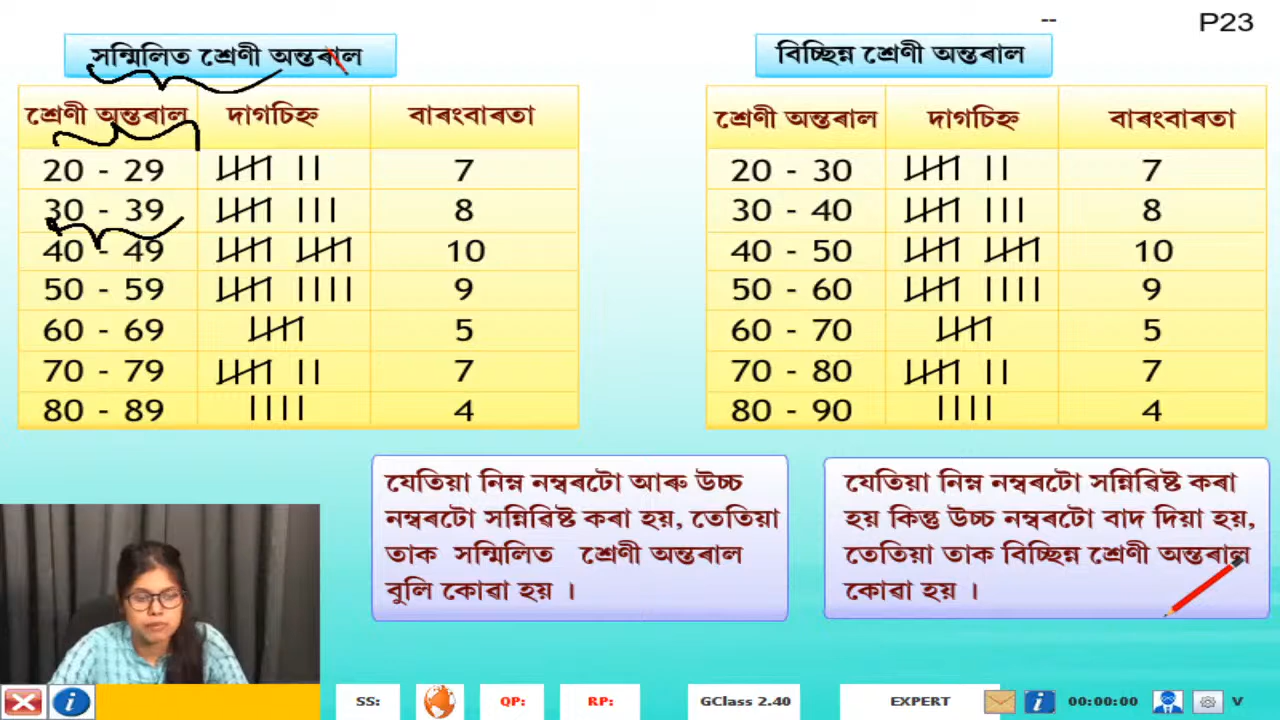 --
P23
সন্মিলিত শ্ৰেণী অন্তৰাল
শ্ৰেণী অন্তৰাল দাগচিহ্ন বাৰংবাৰতা
20 - 29 7
30 - 39 8
40 - 49 10
50 - 59 9
60 - 69 5
70 - 79 7
80 - 89 4
বিচ্ছিন্ন শ্ৰেণী অন্তৰাল
শ্ৰেণী অন্তৰাল দাগচিহ্ন বাৰংবাৰতা
20 - 30 7
30 - 40 8
40 - 50 10
50 - 60 9
60 - 70 5
70 - 80 7
80 - 90 4
যেতিয়া নিম্ন নম্বৰটো আৰু উচ্চ
নম্বৰটো সন্নিৱিষ্ট কৰা হয়, তেতিয়া
তাক সন্মিলিত শ্ৰেণী অন্তৰাল
বুলি কোৱা হয় ।
যেতিয়া নিম্ন নম্বৰটো সন্নিৱিষ্ট কৰা
হয় কিন্তু উচ্চ নম্বৰটো বাদ দিয়া হয়,
তেতিয়া তাক বিচ্ছিন্ন শ্ৰেণী অন্তৰাল
কোৱা হয় ।
SS: QP: RP: GClass 2.40 EXPERT 00:00:00 V